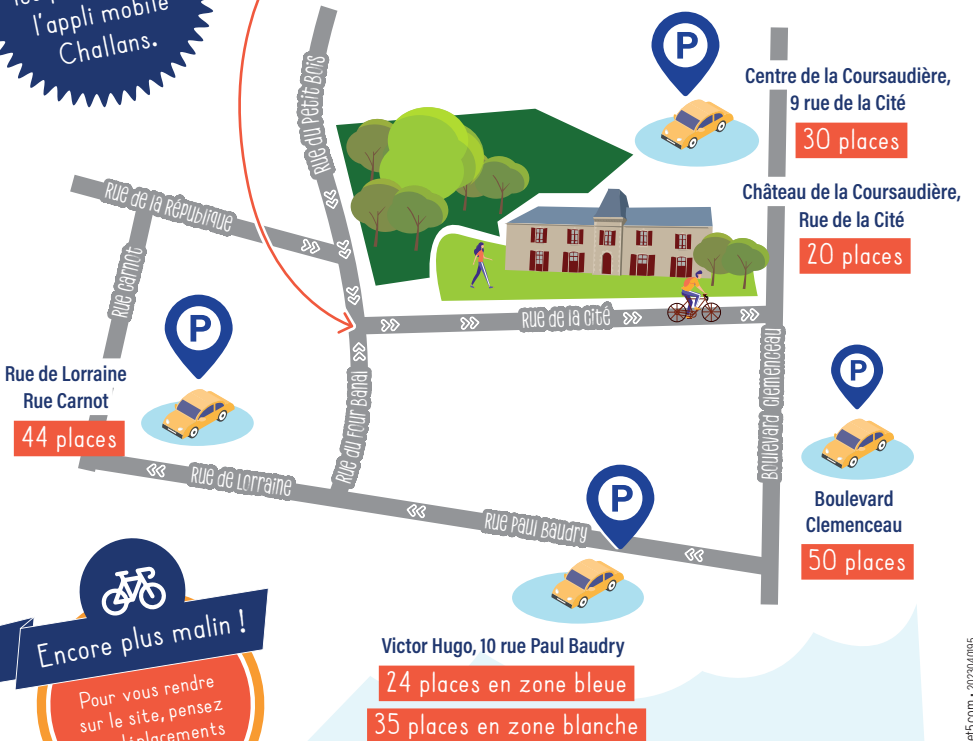 l'appli mobile
Challans.
Rue du Petit Bois
P
Centre de la Coursaudière,
9 rue de la Cité
30 places
Château de la Coursaudière,
Rue de la Cité
20 places
Rue de la République
Rue Carnot
Rue de la Cité
P
Rue de Lorraine
Rue Carnot
44 places
Rue du Four Banal
Boulevard Clemenceau
P
Boulevard
Clemenceau
50 places
Rue de Lorraine
Rue Paul Baudry
P
Victor Hugo, 10 rue Paul Baudry
24 places en zone bleue
35 places en zone blanche
Encore plus malin !
Pour vous rendre
sur le site, pensez
déplacements